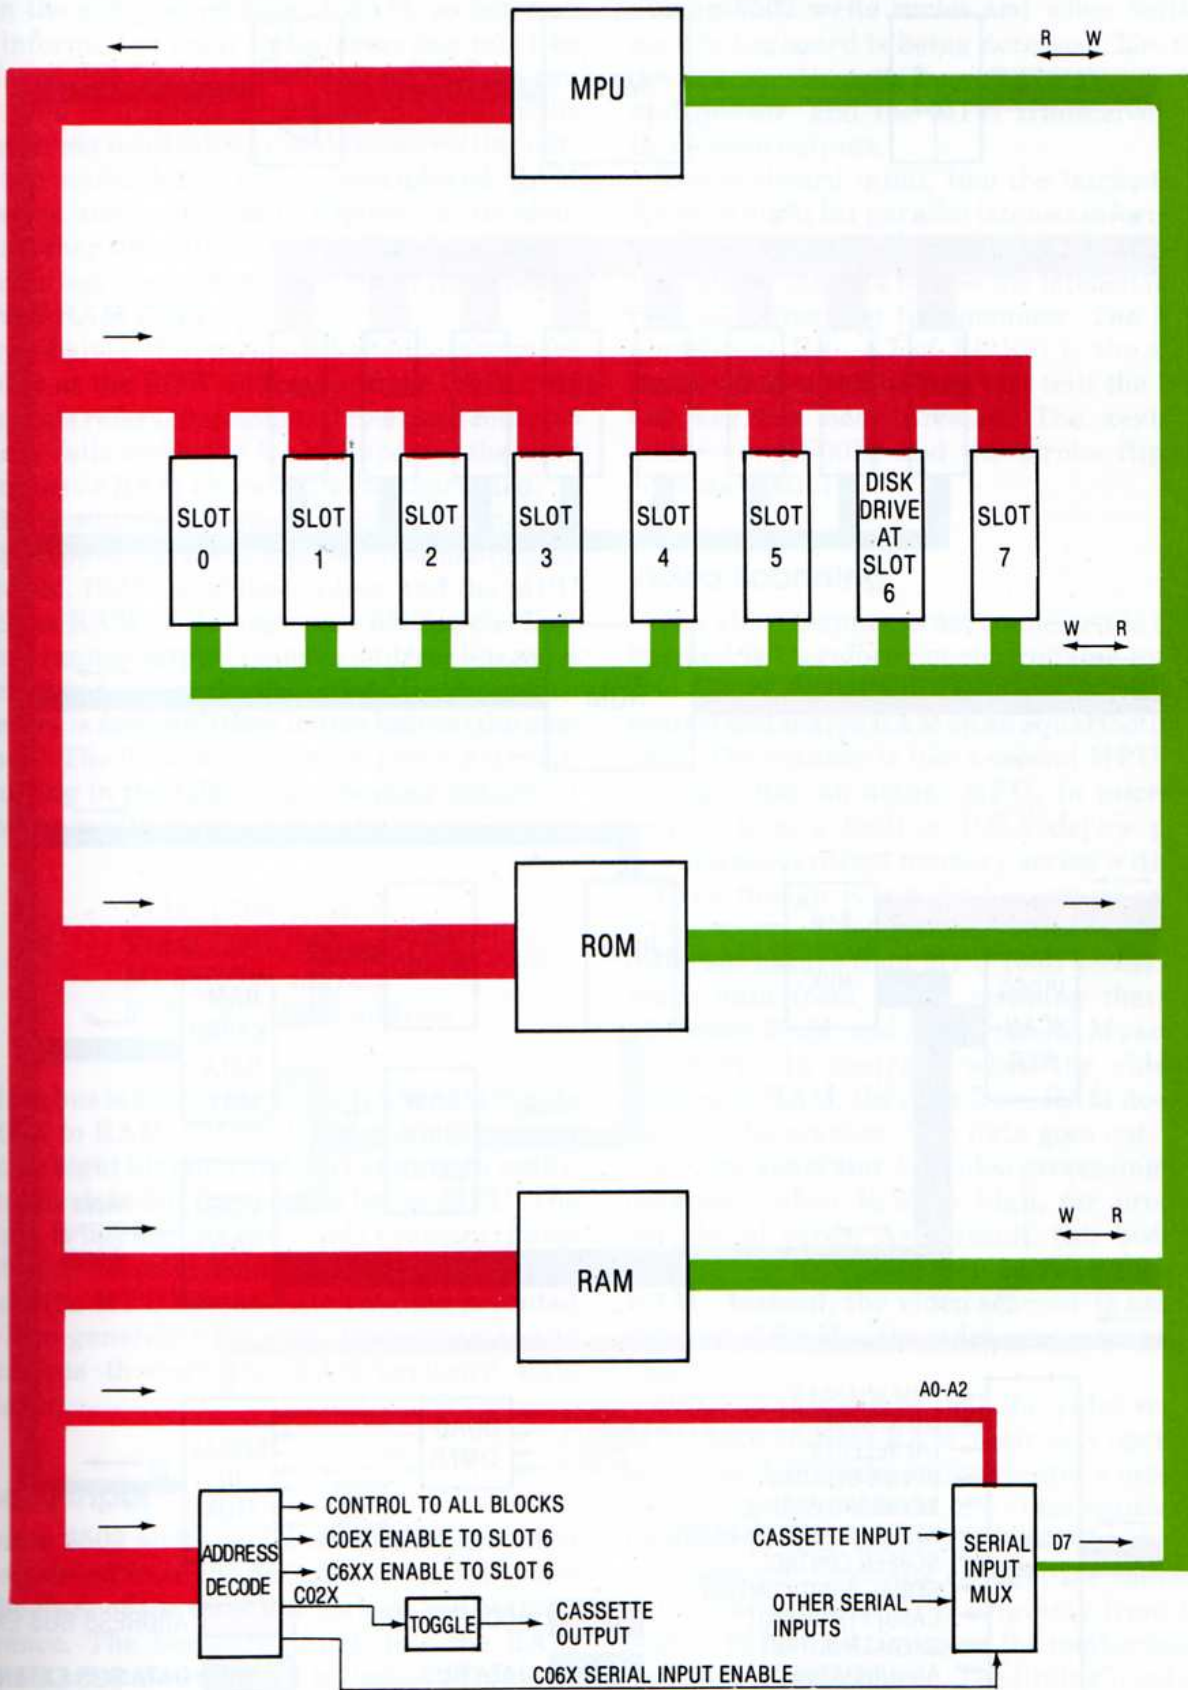 R W
MPU
SLOT
0
SLOT
1
SLOT
2
SLOT
3
SLOT
4
SLOT
5
DISK
DRIVE
AT
SLOT
6
SLOT
7
W R
ROM
W R
RAM
A0-A2
ADDRESS
DECODE
CONTROL TO ALL BLOCKS
C0EX ENABLE TO SLOT 6
C6XX ENABLE TO SLOT 6
C02X
TOGGLE
CASSETTE
OUTPUT
CASSETTE INPUT
OTHER SERIAL
INPUTS
SERIAL
INPUT
MUX
D7
C06X SERIAL INPUT ENABLE